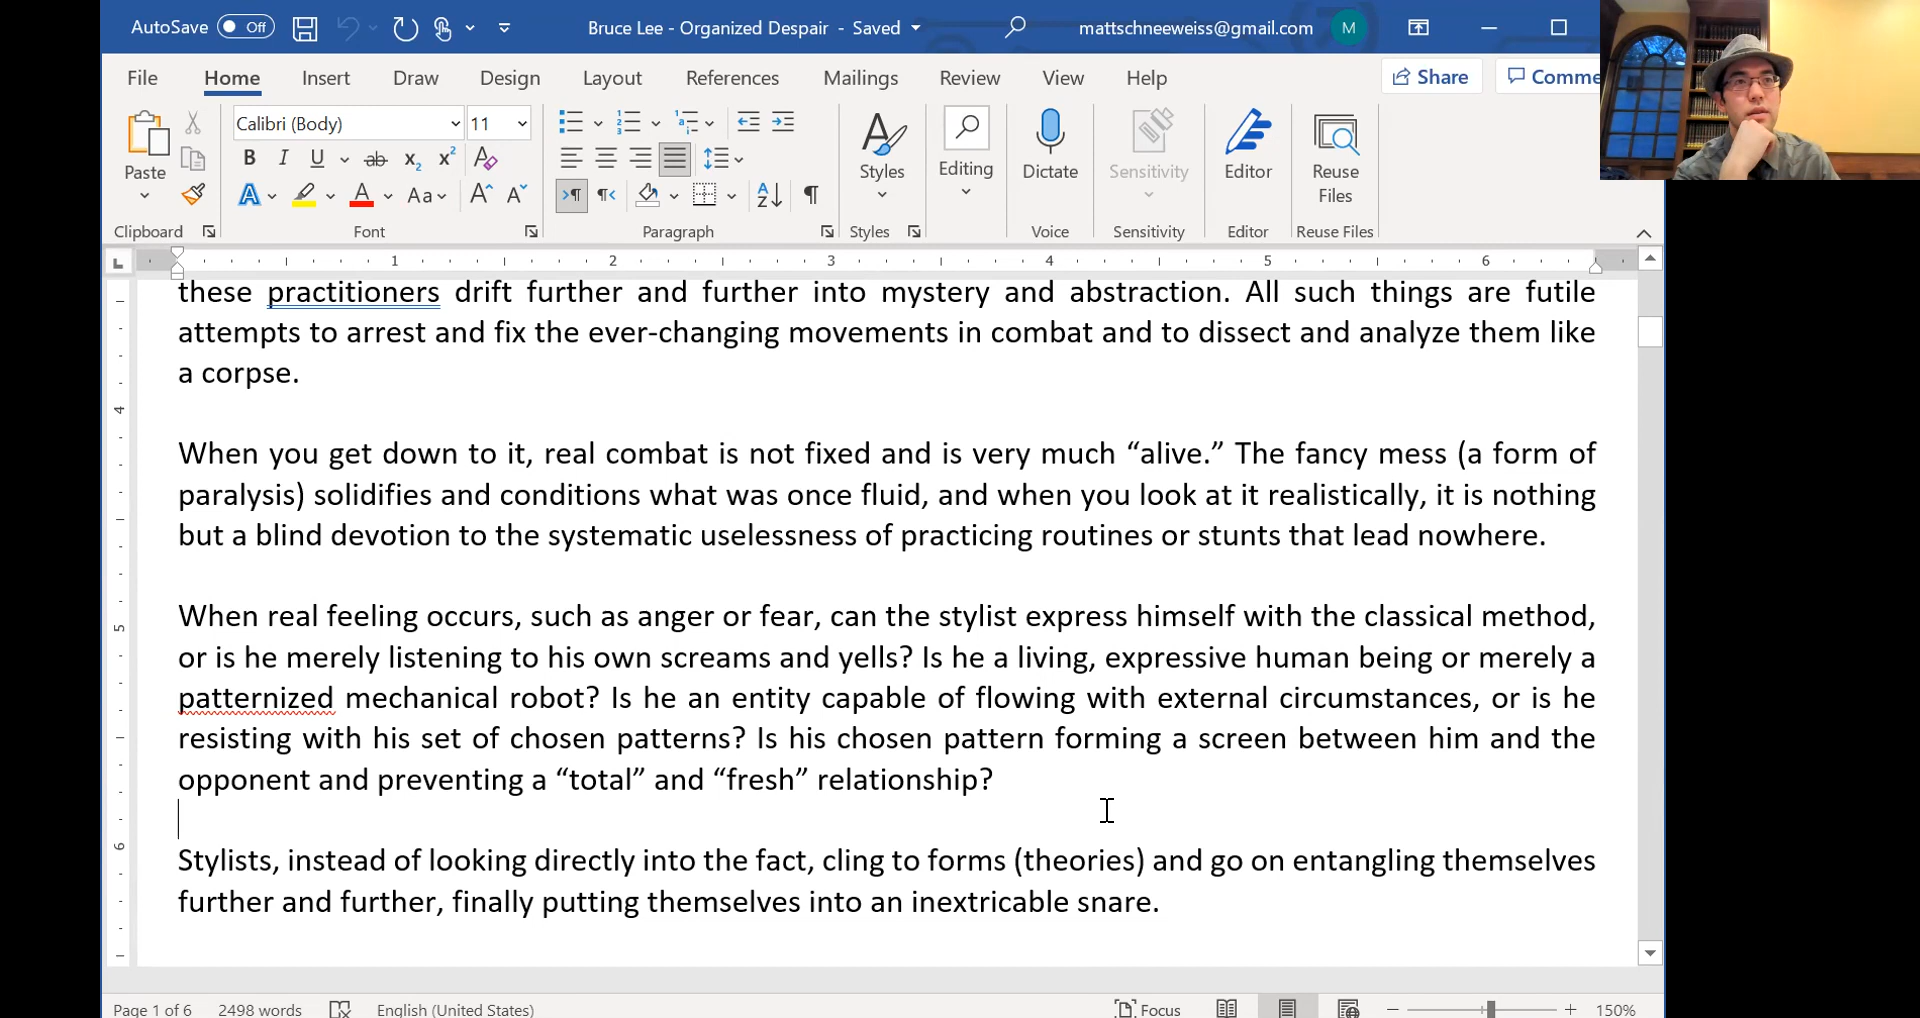 AutoSave Off
Bruce Lee - Organized Despair - Saved
mattschneeweiss@gmail.com
M
File Home Insert Draw Design Layout References Mailings Review View Help
Share
Comme
Calibri (Body) 11
Paste
Styles
Editing
Dictate
Sensitivity
Editor
Reuse Files
Clipboard Font Paragraph Styles Voice Sensitivity Editor Reuse Files
1 2 3 4 5 6
these practitioners drift further and further into mystery and abstraction. All such things are futile
attempts to arrest and fix the ever-changing movements in combat and to dissect and analyze them like
a corpse.
4
When you get down to it, real combat is not fixed and is very much “alive.” The fancy mess (a form of
paralysis) solidifies and conditions what was once fluid, and when you look at it realistically, it is nothing
but a blind devotion to the systematic uselessness of practicing routines or stunts that lead nowhere.
5
When real feeling occurs, such as anger or fear, can the stylist express himself with the classical method,
or is he merely listening to his own screams and yells? Is he a living, expressive human being or merely a
patternized mechanical robot? Is he an entity capable of flowing with external circumstances, or is he
resisting with his set of chosen patterns? Is his chosen pattern forming a screen between him and the
opponent and preventing a “total” and “fresh” relationship?
6
Stylists, instead of looking directly into the fact, cling to forms (theories) and go on entangling themselves
further and further, finally putting themselves into an inextricable snare.
Page 1 of 6 2498 words English (United States) Focus 150%